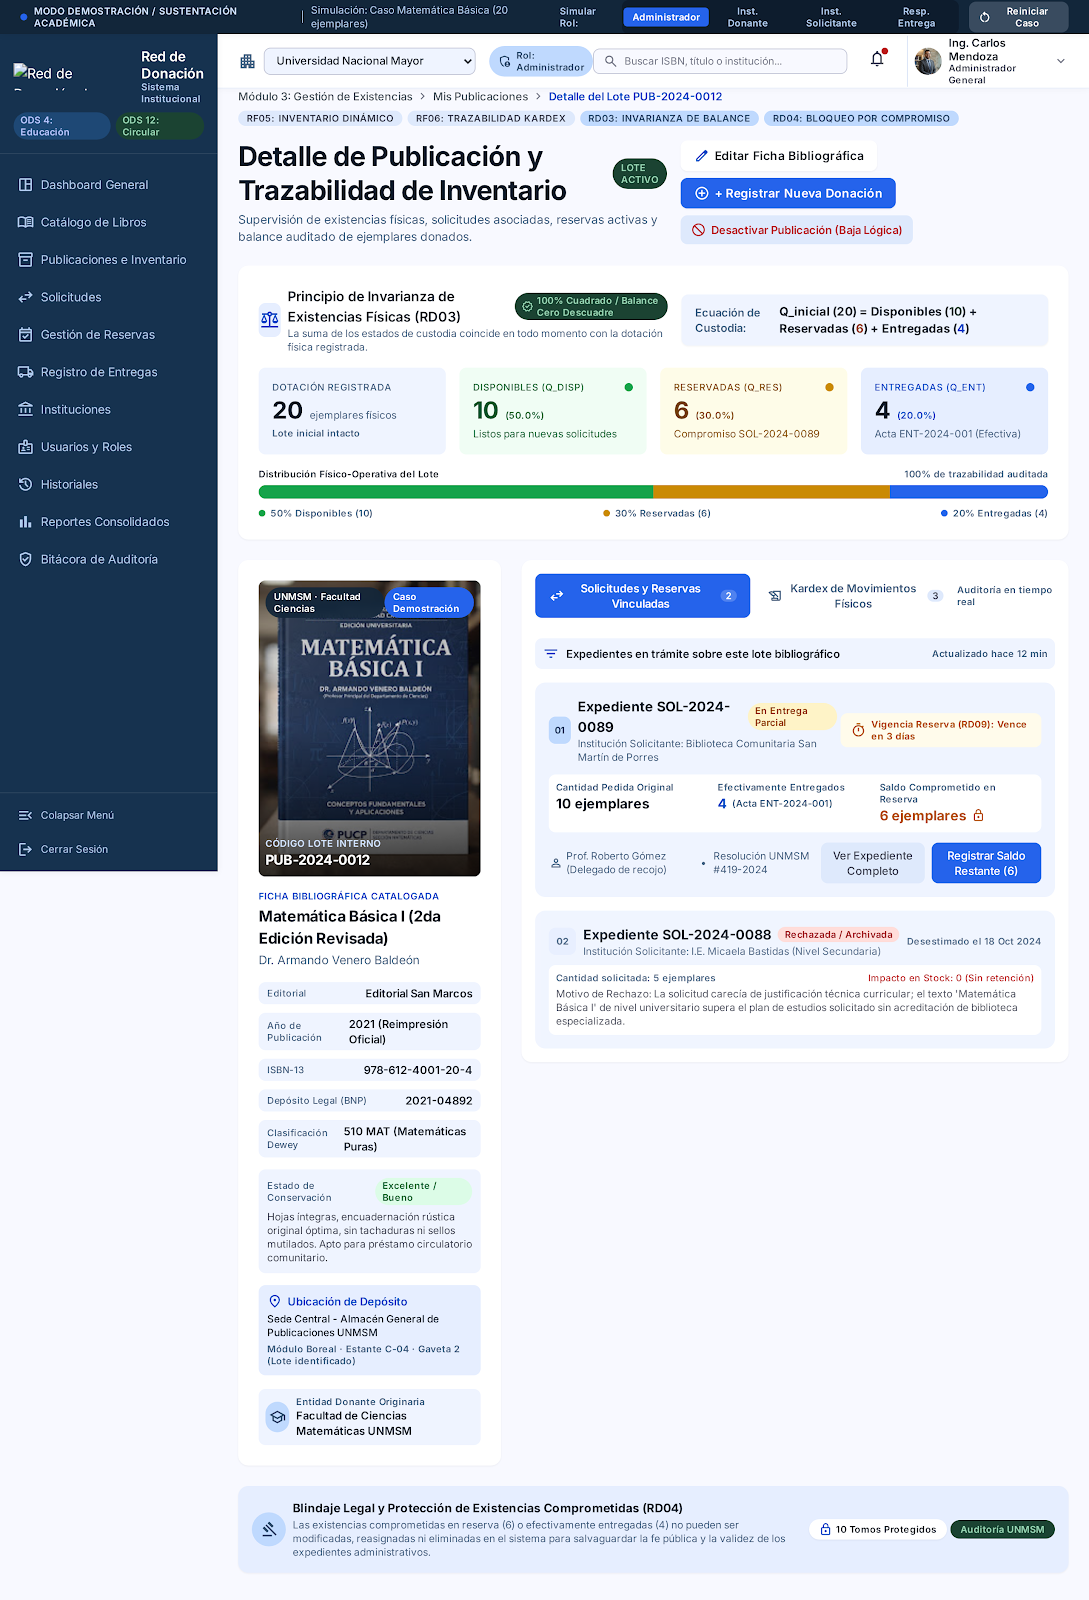 MODO DEMOSTRACIÓN / SUSTENTACIÓN
ACADÉMICA
Simulación: Caso Matemática Básica (20
ejemplares)
Simular
Rol:
Administrador
Inst.
Donante
Inst.
Solicitante
Resp.
Entrega
Reiniciar
Caso
Red de
Red de
Donación
Sistema
Institucional
ODS 4:
Educación
ODS 12:
Circular
Dashboard General
Catálogo de Libros
Publicaciones e Inventario
Solicitudes
Gestión de Reservas
Registro de Entregas
Instituciones
Usuarios y Roles
Historiales
Reportes Consolidados
Bitácora de Auditoría
Colapsar Menú
Cerrar Sesión
Universidad Nacional Mayor
Rol:
Administrador
Buscar ISBN, título o institución...
Ing. Carlos
Mendoza
Administrador
General
Módulo 3: Gestión de Existencias > Mis Publicaciones > Detalle del Lote PUB-2024-0012
RF05: INVENTARIO DINÁMICO
RF06: TRAZABILIDAD KARDEX
RD03: INVARIANZA DE BALANCE
RD04: BLOQUEO POR COMPROMISO
Detalle de Publicación y
Trazabilidad de Inventario
LOTE
ACTIVO
Supervisión de existencias físicas, solicitudes asociadas, reservas activas y
balance auditado de ejemplares donados.
Editar Ficha Bibliográfica
+ Registrar Nueva Donación
Desactivar Publicación (Baja Lógica)
Principio de Invarianza de
Existencias Físicas (RD03)
100% Cuadrado / Balance
Cero Descuadre
La suma de los estados de custodia coincide en todo momento con la dotación
física registrada.
Ecuación de
Custodia:
Q_inicial (20) = Disponibles (10) +
Reservadas (6) + Entregadas (4)
DOTACIÓN REGISTRADA
20 ejemplares físicos
Lote inicial intacto
DISPONIBLES (Q_DISP)
10 (50.0%)
Listos para nuevas solicitudes
RESERVADAS (Q_RES)
6 (30.0%)
Compromiso SOL-2024-0089
ENTREGADAS (Q_ENT)
4 (20.0%)
Acta ENT-2024-001 (Efectiva)
Distribución Físico-Operativa del Lote
100% de trazabilidad auditada
50% Disponibles (10)
30% Reservadas (6)
20% Entregadas (4)
UNMSM · Facultad
Ciencias
Caso
Demostración
EDICIÓN UNIVERSITARIA
MATEMÁTICA
BÁSICA I
DR. ARMANDO VENERO BALDEÓN
(Profesor Principal del Departamento de Ciencias)
CONCEPTOS FUNDAMENTALES
Y APLICACIONES
PUCP
CÓDIGO LOTE INTERNO
PUB-2024-0012
FICHA BIBLIOGRÁFICA CATALOGADA
Matemática Básica I (2da
Edición Revisada)
Dr. Armando Venero Baldeón
Editorial
Editorial San Marcos
Año de
Publicación
2021 (Reimpresión
Oficial)
ISBN-13
978-612-4001-20-4
Depósito Legal (BNP)
2021-04892
Clasificación
Dewey
510 MAT (Matemáticas
Puras)
Estado de
Conservación
Excelente /
Bueno
Hojas íntegras, encuadernación rústica
original óptima, sin tachaduras ni sellos
mutilados. Apto para préstamo circulatorio
comunitario.
Ubicación de Depósito
Sede Central - Almacén General de
Publicaciones UNMSM
Módulo Boreal · Estante C-04 · Gaveta 2
(Lote identificado)
Entidad Donante Originaria
Facultad de Ciencias
Matemáticas UNMSM
Solicitudes y Reservas
Vinculadas
2
Kardex de Movimientos
Físicos
3
Auditoría en tiempo
real
Expedientes en trámite sobre este lote bibliográfico
Actualizado hace 12 min
01
Expediente SOL-2024-
0089
En Entrega
Parcial
Institución Solicitante: Biblioteca Comunitaria San
Martín de Porres
Vigencia Reserva (RD09): Vence
en 3 días
Cantidad Pedida Original
10 ejemplares
Efectivamente Entregados
4 (Acta ENT-2024-001)
Saldo Comprometido en
Reserva
6 ejemplares
Prof. Roberto Gómez
(Delegado de recojo)
•
Resolución UNMSM
#419-2024
Ver Expediente
Completo
Registrar Saldo
Restante (6)
02
Expediente SOL-2024-0088
Rechazada / Archivada
Institución Solicitante: I.E. Micaela Bastidas (Nivel Secundaria)
Desestimado el 18 Oct 2024
Cantidad solicitada: 5 ejemplares
Impacto en Stock: 0 (Sin retención)
Motivo de Rechazo: La solicitud carecía de justificación técnica curricular; el texto 'Matemática
Básica I' de nivel universitario supera el plan de estudios solicitado sin acreditación de biblioteca
especializada.
Blindaje Legal y Protección de Existencias Comprometidas (RD04)
Las existencias comprometidas en reserva (6) o efectivamente entregadas (4) no pueden ser
modificadas, reasignadas ni eliminadas en el sistema para salvaguardar la fe pública y la validez de los
expedientes administrativos.
10 Tomos Protegidos
Auditoría UNMSM